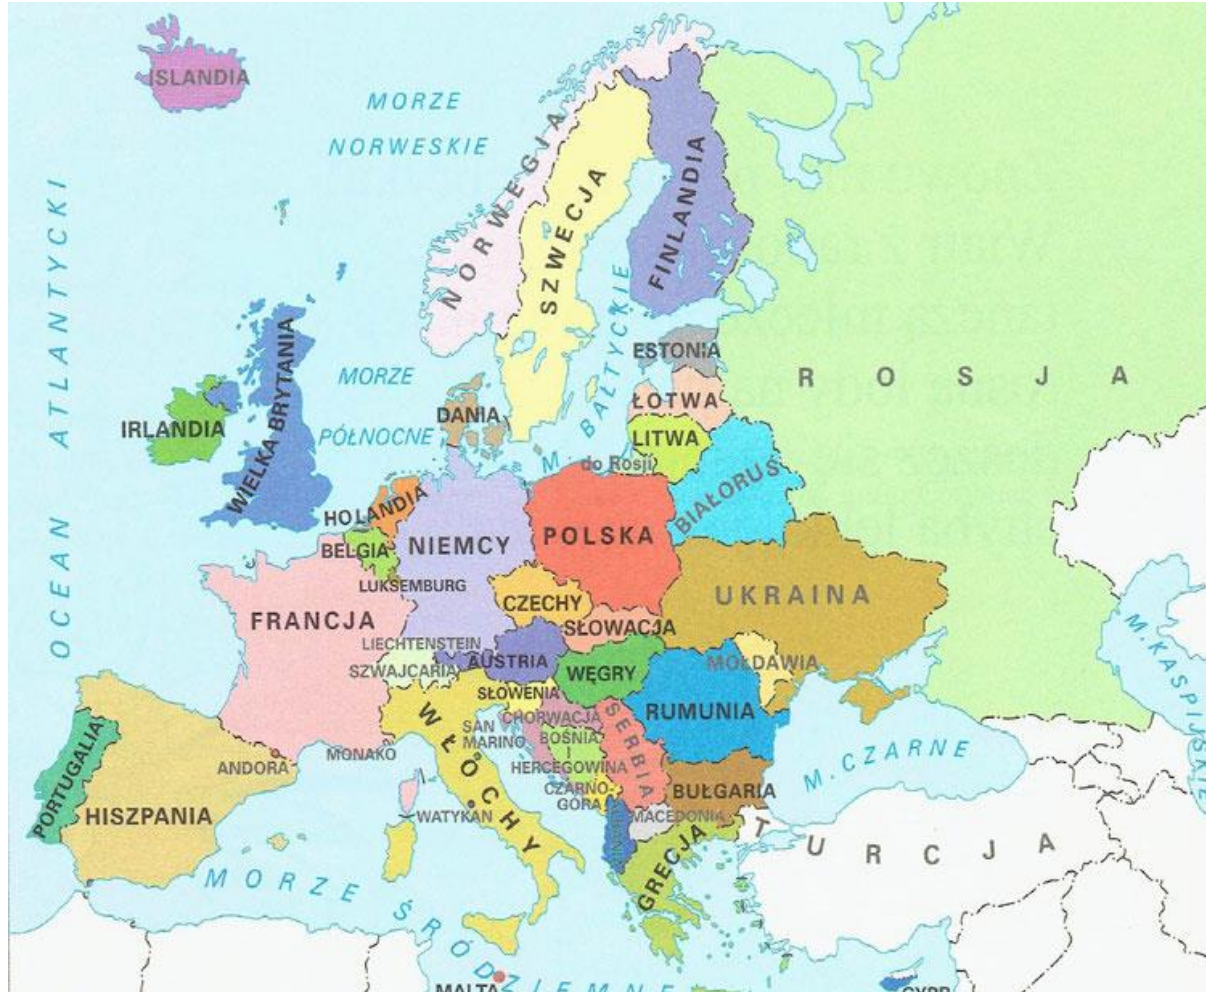 ISLANDIA
MORZE
NORWESKIE
OCEAN ATLANTYCKI
NORWEGIA
SZWECJA
FINLANDIA
ROSJA
ESTONIA
ŁOTWA
LITWA
do Rosji
M. BAŁTYCKIE
MORZE
PÓŁNOCNE
DANIA
IRLANDIA
WIELKA BRYTANIA
HOLANDIA
BELGIA
LUKSEMBURG
NIEMCY
POLSKA
BIAŁORUŚ
UKRAINA
CZECHY
SŁOWACJA
FRANCJA
LIECHTENSTEIN
SZWAJCARIA
AUSTRIA
WĘGRY
MOŁDAWIA
SŁOWENIA
CHORWACJA
RUMUNIA
SAN
MARINO
BOŚNIA
I
HERCEGOWINA
SERBIA
WŁOCHY
MONAKO
ANDORA
PORTUGALIA
HISZPANIA
CZARNO-
GÓRA
BUŁGARIA
MACEDONIA
WATYKAN
GRECJA
M. CZARNE
M. KASPIJSKIE
TURCJA
MORZE ŚRÓDZIEMNE
MALTA
CYPR